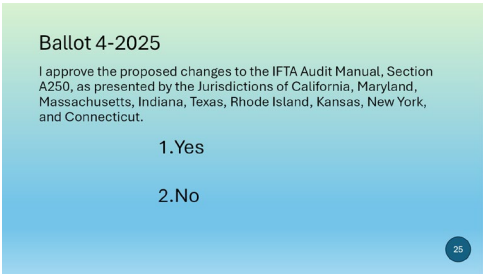 Ballot 4-2025
I approve the proposed changes to the IFTA Audit Manual, Section
A250, as presented by the Jurisdictions of California, Maryland,
Massachusetts, Indiana, Texas, Rhode Island, Kansas, New York,
and Connecticut.
1.Yes
2.No
25